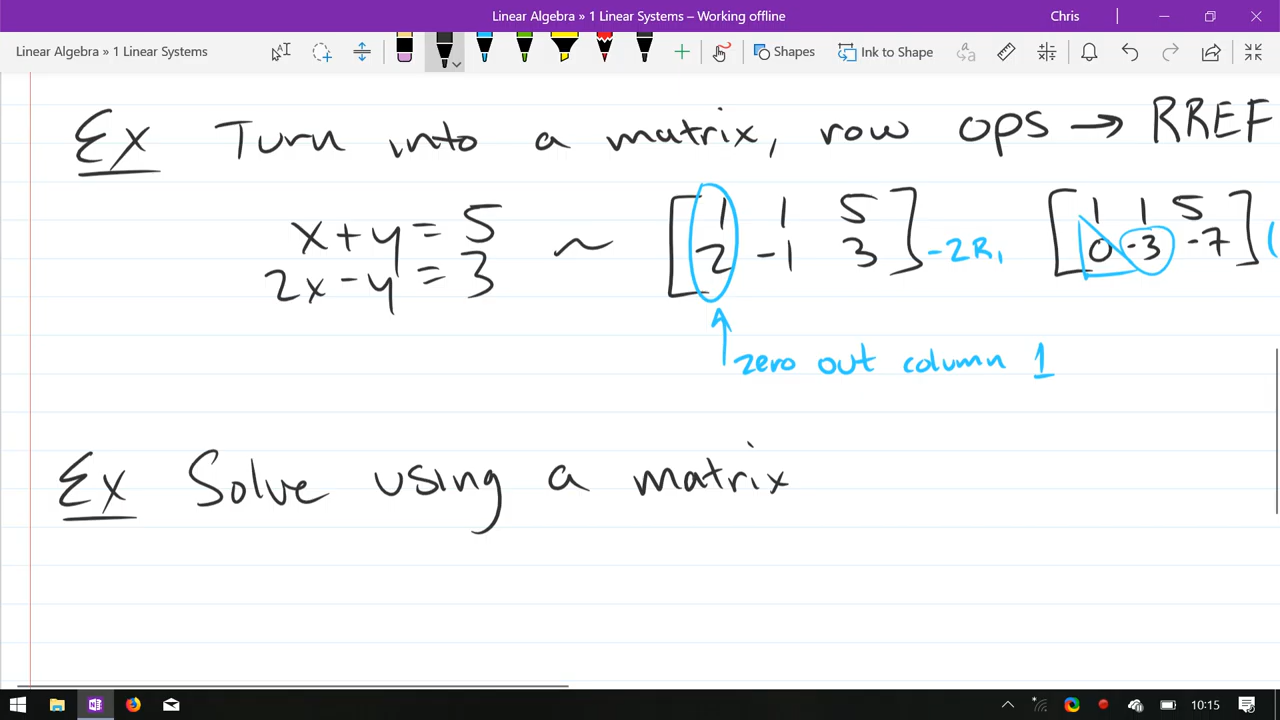 Linear Algebra » 1 Linear Systems – Working offline
Chris
Linear Algebra » 1 Linear Systems
Shapes
Ink to Shape
Ex Turn into a matrix, row ops → RREF
x+y = 5 ~ [1 1 5] [1 1 5]
2x-y = 3 [2 -1 3] -2R₁ [0 -3 -7] (
zero out column 1
Ex Solve using a matrix
10:15